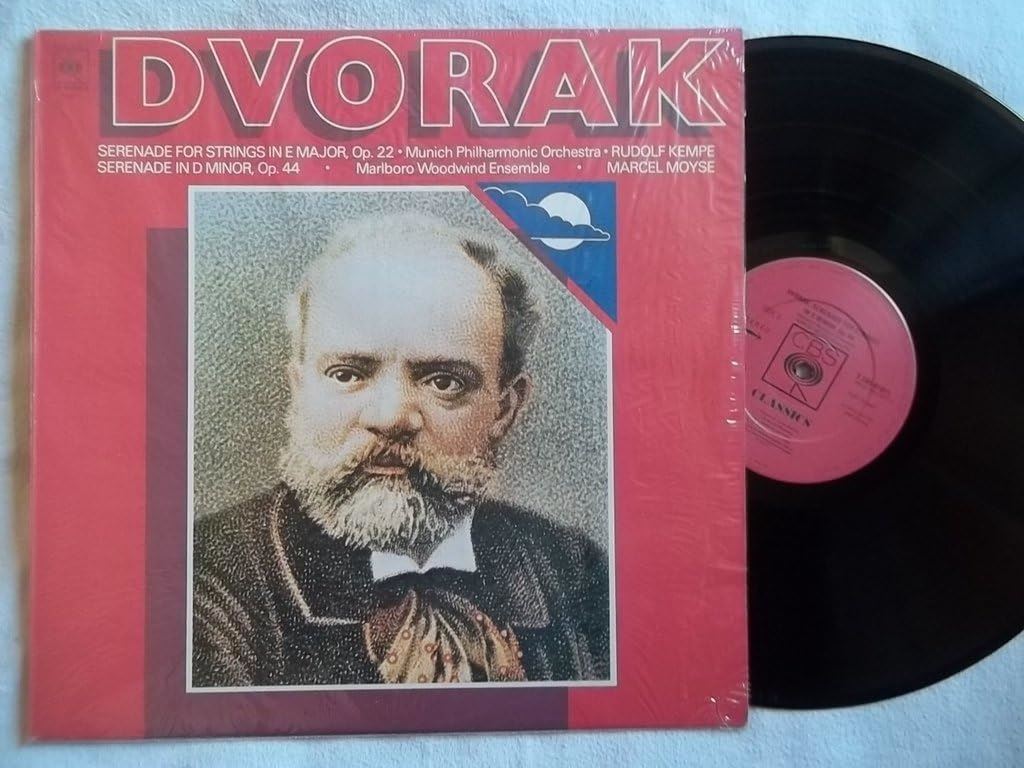 DVORAK
SERENADE FOR STRINGS IN E MAJOR, Op. 22 • Munich Philharmonic Orchestra • RUDOLF KEMPE
SERENADE IN D MINOR, Op. 44 • Marlboro Woodwind Ensemble • MARCEL MOYSE
CBS
CLASSICS